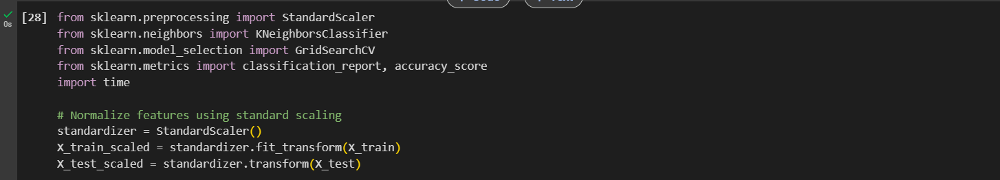 [28] from sklearn.preprocessing import StandardScaler
from sklearn.neighbors import KNeighborsClassifier
from sklearn.model_selection import GridSearchCV
from sklearn.metrics import classification_report, accuracy_score
import time
# Normalize features using standard scaling
standardizer = StandardScaler()
X_train_scaled = standardizer.fit_transform(X_train)
X_test_scaled = standardizer.transform(X_test)
0s